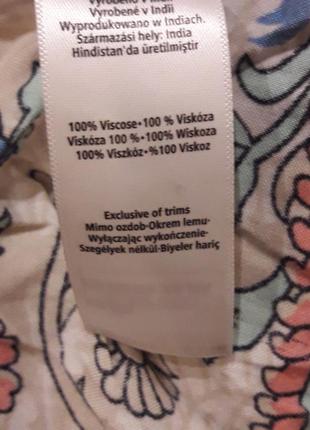 Vyrobené v Indii
Wyprodukowano w Indiach.
Származási hely: India
Hindistan'da üretilmiştir
100% Viscose•100 % Viskóza
Viskóza 100 %•100% Wiskoza
100% Viszkóz•%100 Viskoz
Exclusive of trims
Mimo ozdob•Okrem lemu•
Wyłączając wykończenie•
Szegélyek nélkül•Biyeler hariç